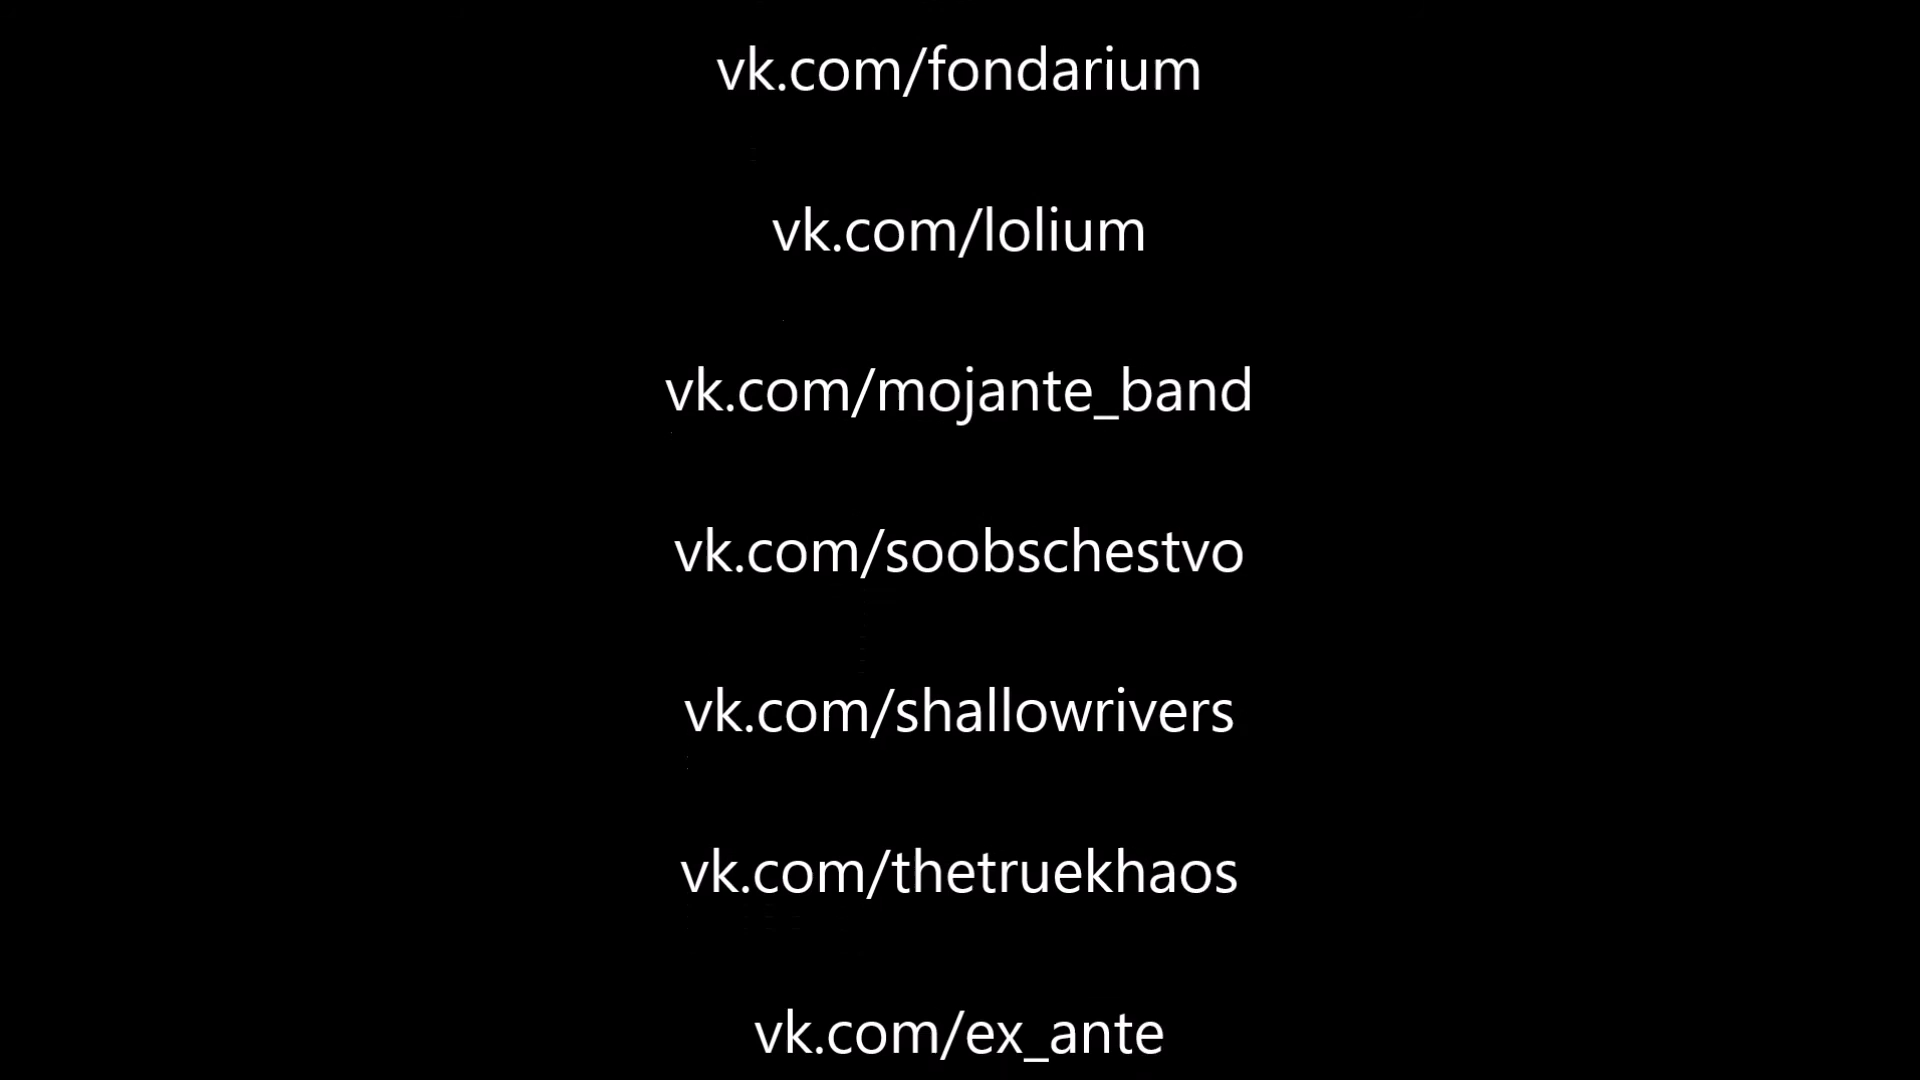 vk.com/fondarium
vk.com/lolium
vk.com/mojante_band
vk.com/soobschestvo
vk.com/shallowrivers
vk.com/thetruekhaos
vk.com/ex_ante